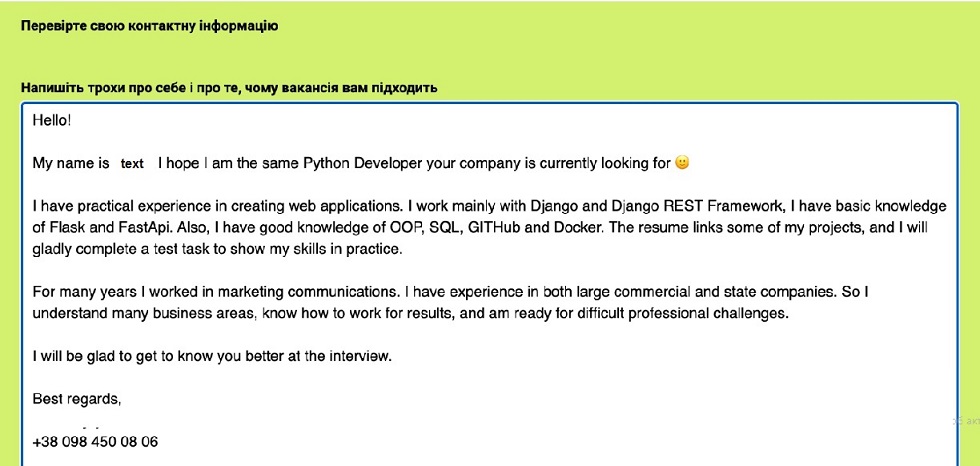 Перевірте свою контактну інформацію
Напишіть трохи про себе і про те, чому вакансія вам підходить
Hello!
My name is text I hope I am the same Python Developer your company is currently looking for 🙂
I have practical experience in creating web applications. I work mainly with Django and Django REST Framework, I have basic knowledge
of Flask and FastApi. Also, I have good knowledge of OOP, SQL, GITHub and Docker. The resume links some of my projects, and I will
gladly complete a test task to show my skills in practice.
For many years I worked in marketing communications. I have experience in both large commercial and state companies. So I
understand many business areas, know how to work for results, and am ready for difficult professional challenges.
I will be glad to get to know you better at the interview.
Best regards,
+38 098 450 08 06